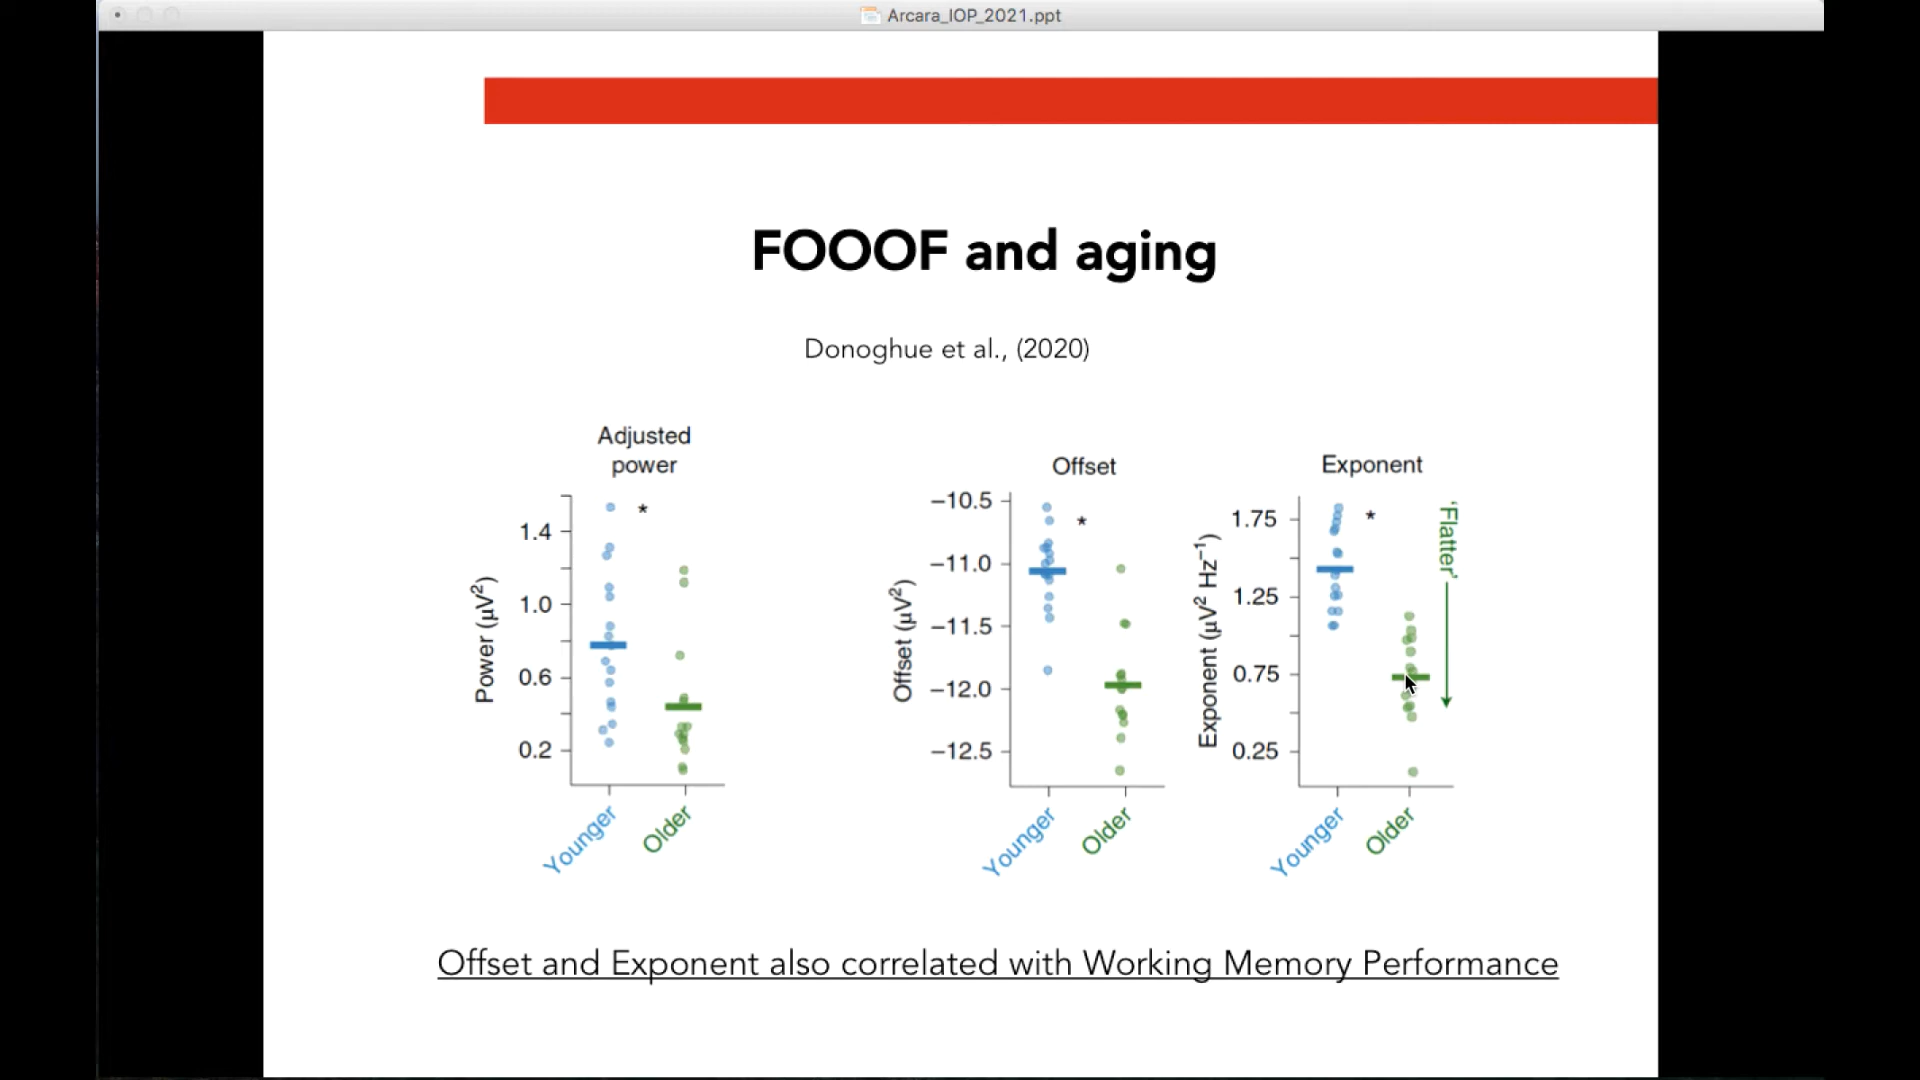 Arcara_IOP_2021.ppt
FOOOF and aging
Donoghue et al., (2020)
Adjusted
power
*
1.4
1.0
0.6
0.2
Power (μV²)
Younger
Older
Offset
*
−10.5
−11.0
−11.5
−12.0
−12.5
Offset (μV²)
Younger
Older
Exponent
*
1.75
1.25
0.75
0.25
Exponent (μV² Hz⁻¹)
'Flatter'
Younger
Older
Offset and Exponent also correlated with Working Memory Performance